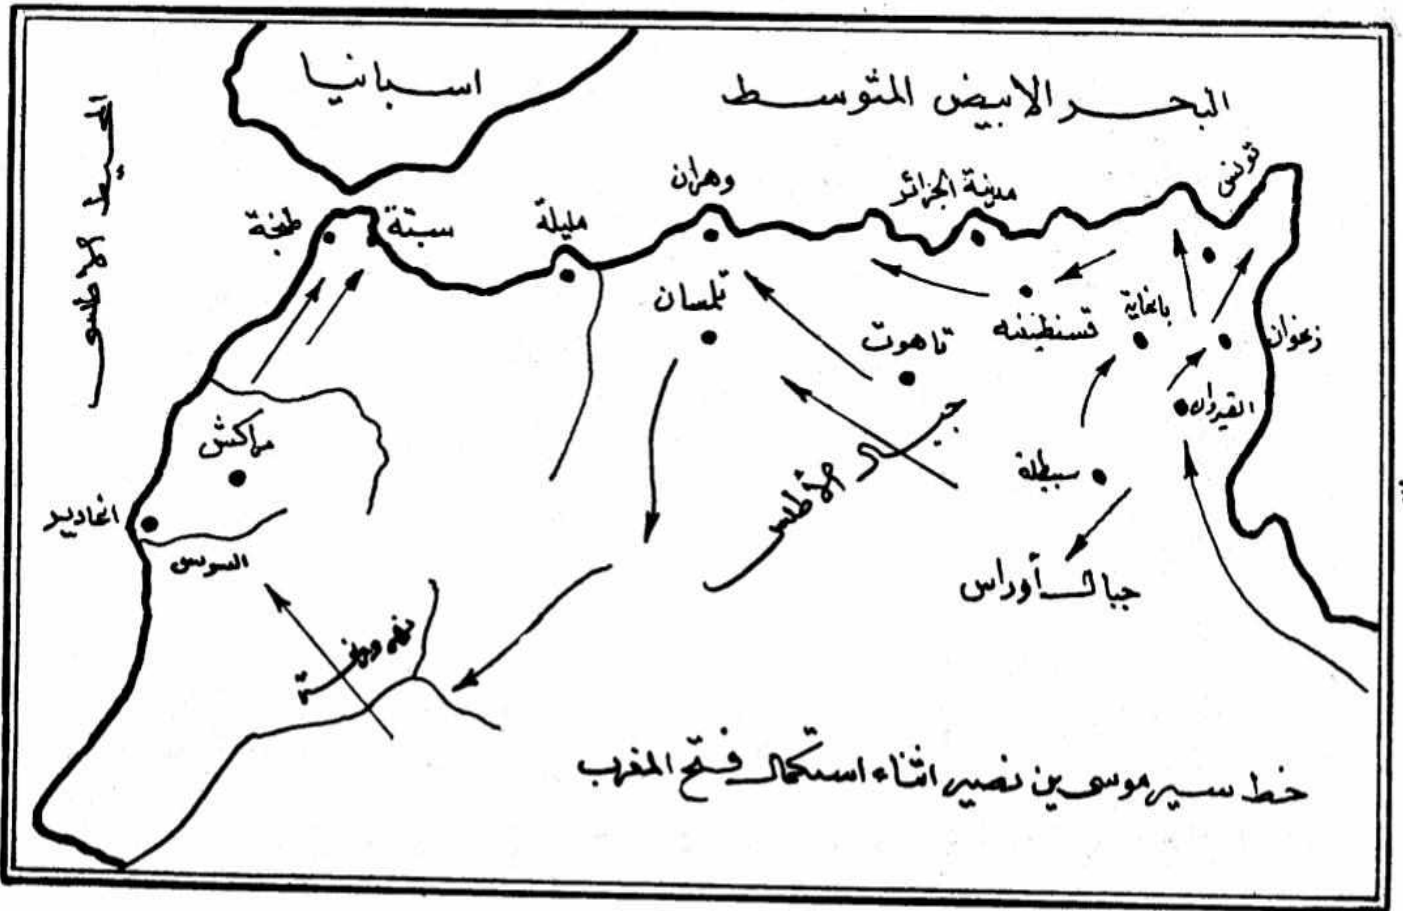 اسبانيا
البحر الابيض المتوسط
المحيط الاطلسي
تونس
مدينة الجزائر
وهران
مليلة
سبتة
طنجة
تلمسان
تاهوت
قسنطينه
باغاية
زغوان
القيروان
سبيطلة
جبال الأطلس
جبال أوراس
مراكش
اغادير
السوس
خط سير موسى بن نصير اثناء استكمال فتح المغرب